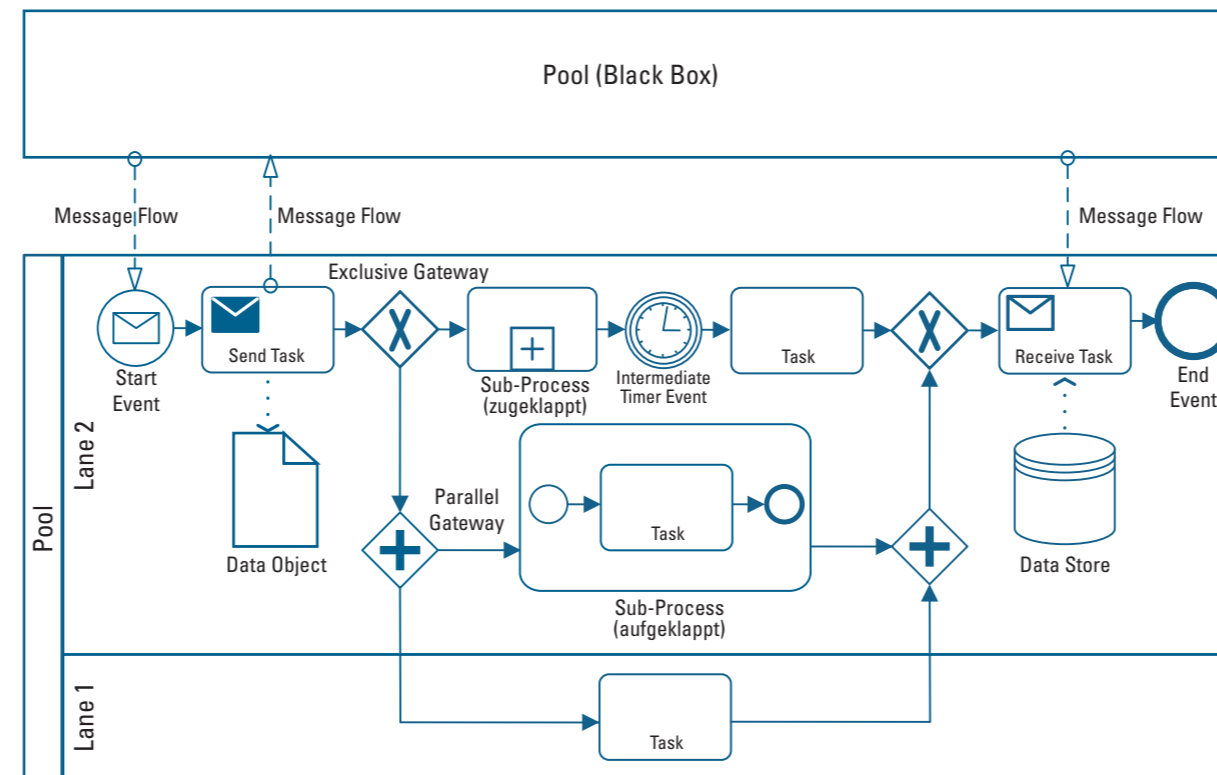 Pool (Black Box)
Message Flow
Message Flow
Message Flow
Pool
Lane 2
Exclusive Gateway
Start
Event
Send Task
Sub-Process
(zugeklappt)
Intermediate
Timer Event
Task
Receive Task
End
Event
Data Object
Parallel
Gateway
Task
Sub-Process
(aufgeklappt)
Data Store
Lane 1
Task